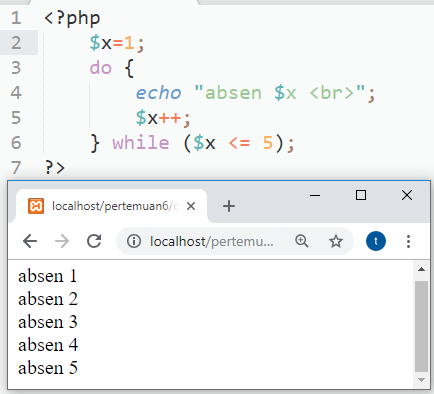 1 <?php
2 $x=1;
3 do {
4 echo "absen $x <br>";
5 $x++;
6 } while ($x <= 5);
7 ?>
localhost/pertemuan6/
localhost/pertemu... t
absen 1
absen 2
absen 3
absen 4
absen 5